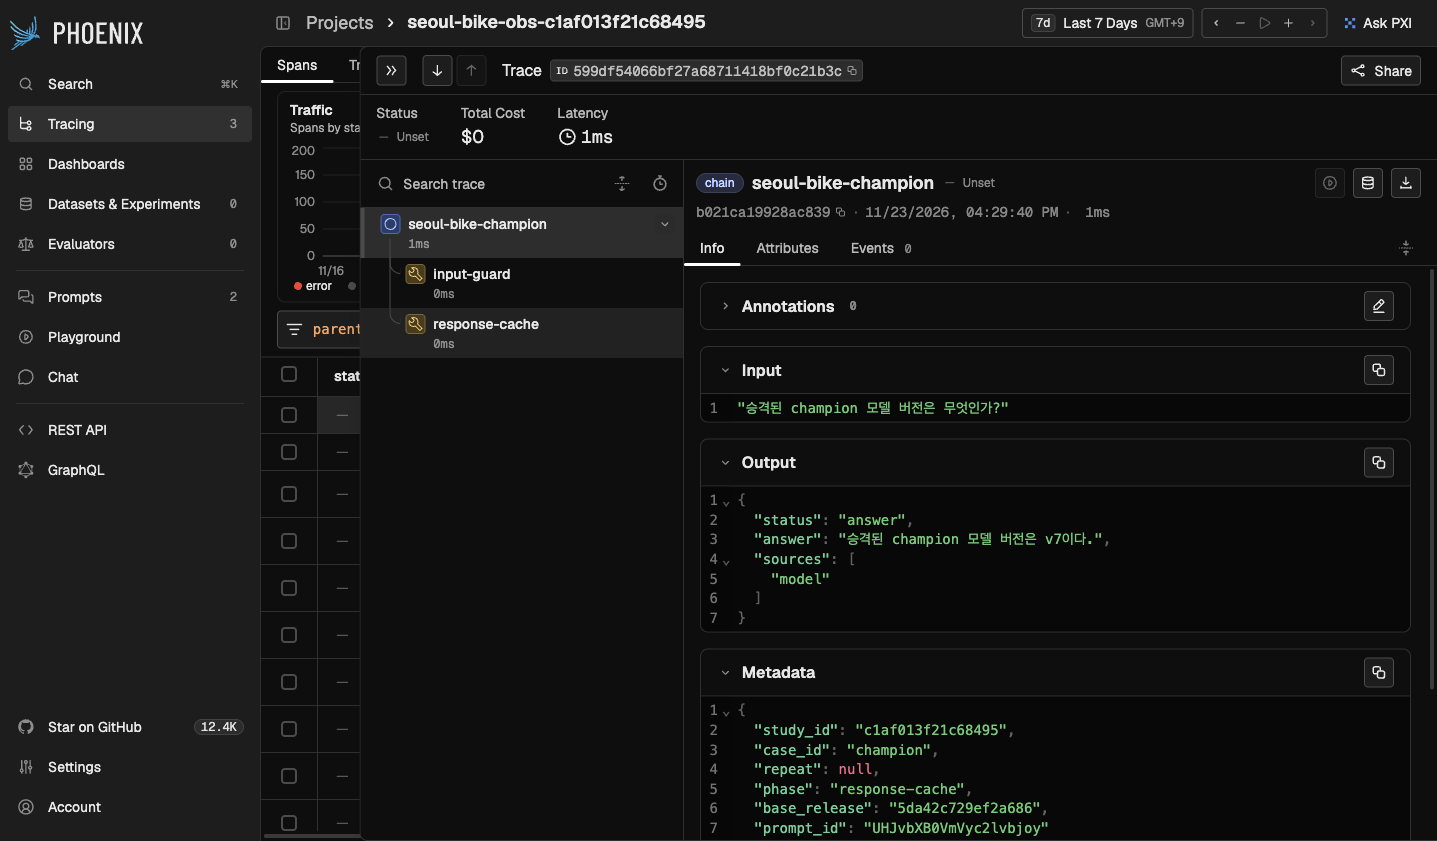 PHOENIX
Search
⌘K
Tracing
3
Dashboards
Datasets & Experiments
0
Evaluators
0
Prompts
2
Playground
Chat
REST API
GraphQL
Star on GitHub
12.4K
Settings
Account
Projects › seoul-bike-obs-c1af013f21c68495
7d Last 7 Days GMT+9
Ask PXI
Spans
Tr
Traffic
Spans by sta
200
150
100
50
0
11/16
error
parent
stat
Trace
ID 599df54066bf27a68711418bf0c21b3c
Share
Status
— Unset
Total Cost
$0
Latency
1ms
Search trace
seoul-bike-champion
1ms
input-guard
0ms
response-cache
0ms
chain seoul-bike-champion — Unset
b021ca19928ac839 · 11/23/2026, 04:29:40 PM · 1ms
Info
Attributes
Events 0
Annotations 0
Input
1 "승격된 champion 모델 버전은 무엇인가?"
Output
1 {
2 "status": "answer",
3 "answer": "승격된 champion 모델 버전은 v7이다.",
4 "sources": [
5 "model"
6 ]
7 }
Metadata
1 {
2 "study_id": "c1af013f21c68495",
3 "case_id": "champion",
4 "repeat": null,
5 "phase": "response-cache",
6 "base_release": "5da42c729ef2a686",
7 "prompt_id": "UHJvbXB0VmVyc2lvbjoy"